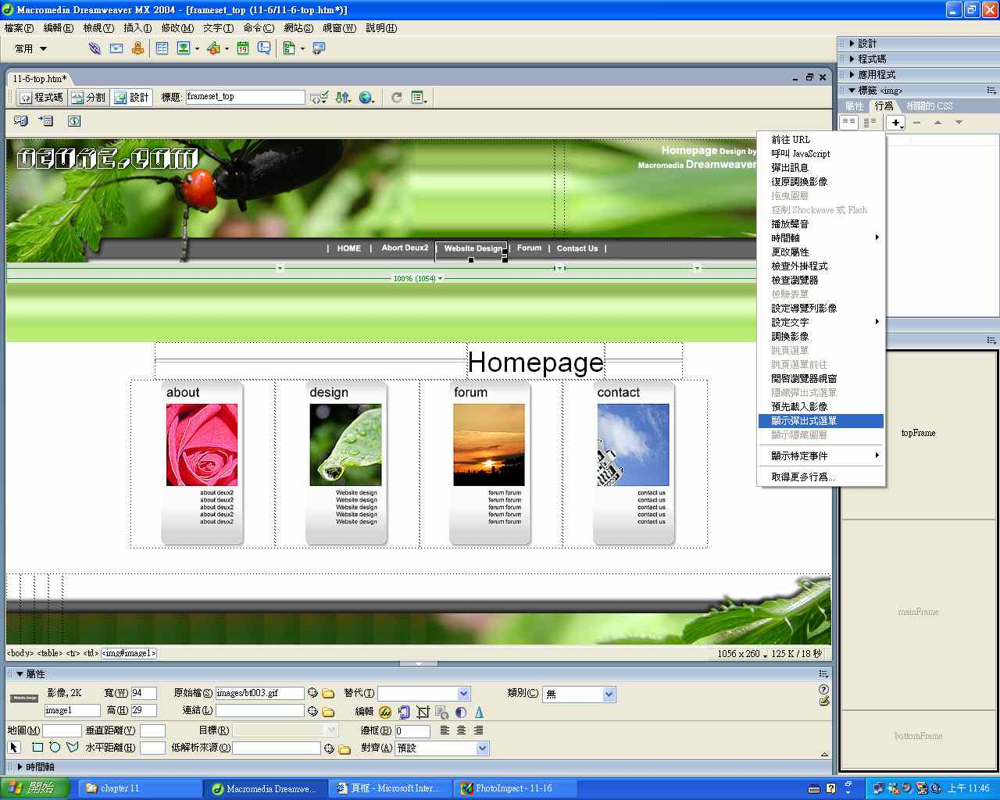 Macromedia Dreamweaver MX 2004 - [frameset_top (11-6/11-6-top.htm*)]
檔案(F) 編輯(E) 檢視(V) 插入(I) 修改(M) 文字(T) 命令(C) 網站(S) 視窗(W) 說明(H)
常用
設計
程式碼
應用程式
標籤 <img>
屬性 行為 相關的 CSS
11-6-top.htm*
程式碼 分割 設計 標題: frameset_top
Homepage Design by
Macromedia Dreamweaver
| HOME | Abort Deux2 | Website Design | Forum | Contact Us |
100% (1054)
Homepage
about
design
forum
contact
about deux2
about deux2
about deux2
about deux2
about deux2
Website design
Website design
Website design
Website design
Website design
forum forum
forum forum
forum forum
forum forum
forum forum
contact us
contact us
contact us
contact us
contact us
前往 URL
呼叫 JavaScript
彈出訊息
復原調換影像
拖曳圖層
控制 Shockwave 或 Flash
播放聲音
時間軸
更改屬性
檢查外掛程式
檢查瀏覽器
檢驗表單
設定導覽列影像
設定文字
調換影像
跳頁選單
跳頁選單前往
開啓瀏覽器視窗
隱藏彈出式選單
預先載入影像
顯示彈出式選單
顯示隱藏圖層
顯示特定事件
取得更多行為...
topFrame
mainFrame
bottomFrame
<body> <table> <tr> <td> <img#image1>
1056 x 260 125 K / 18 秒
屬性
影像, 2K 寬(W) 94 原始檔(S) images/bt003.gif 替代(T) 類別(C) 無
image1 高(H) 29 連結(L) 編輯
地圖(M) 垂直距離(V) 目標(R) 邊框(B) 0
水平距離(H) 低解析來源(O) 對齊(A) 預設
時間軸
開始 chapter 11 Macromedia Dreamwe... 頁框 - Microsoft Inter... PhotoImpact - 11-16 上午 11:46